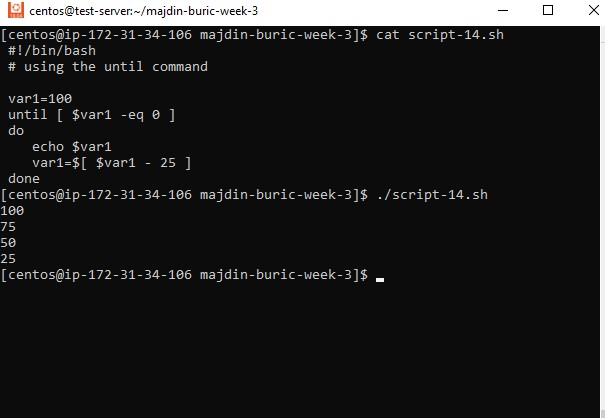 centos@test-server:~/majdin-buric-week-3
[centos@ip-172-31-34-106 majdin-buric-week-3]$ cat script-14.sh
#!/bin/bash
# using the until command
var1=100
until [ $var1 -eq 0 ]
do
echo $var1
var1=$[ $var1 - 25 ]
done
[centos@ip-172-31-34-106 majdin-buric-week-3]$ ./script-14.sh
100
75
50
25
[centos@ip-172-31-34-106 majdin-buric-week-3]$